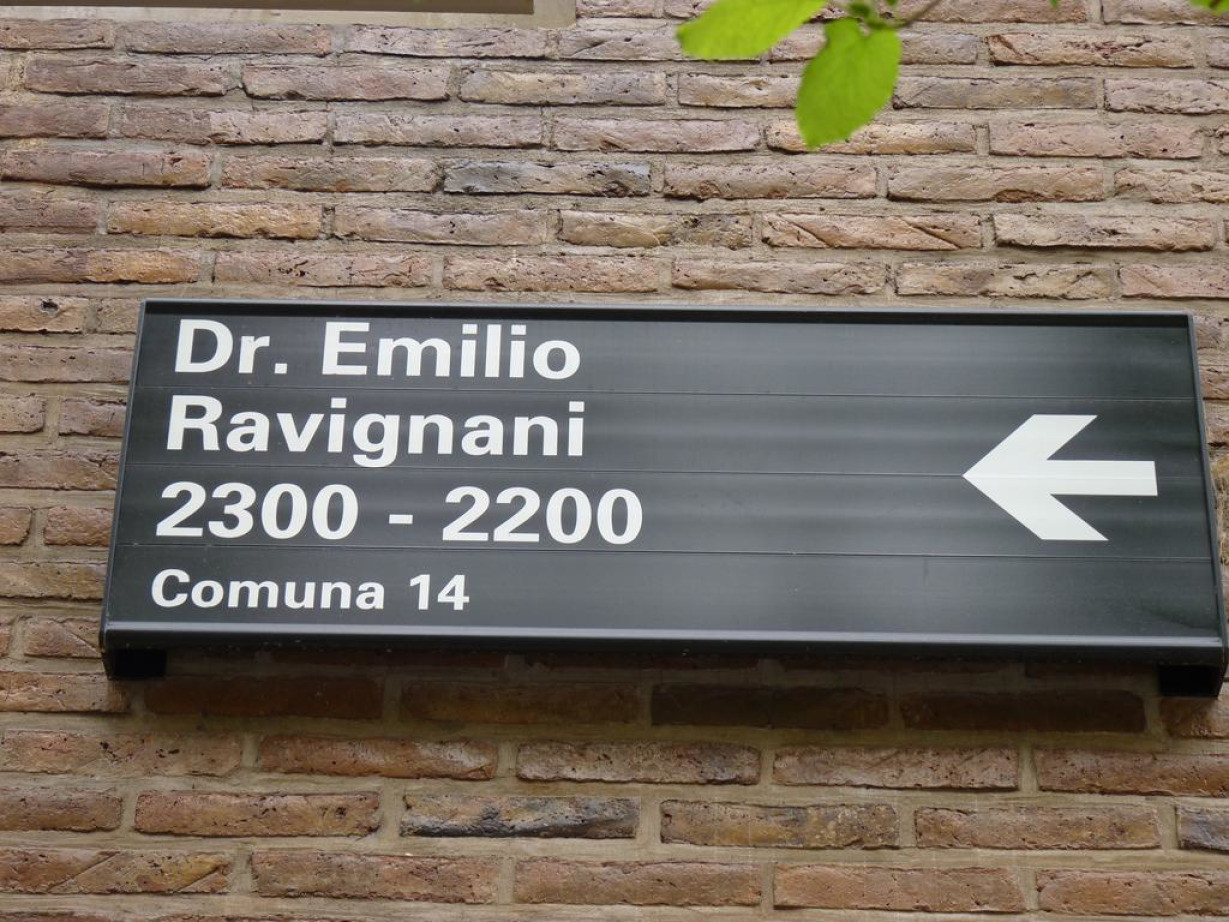 Dr. Emilio
Ravignani
2300 - 2200
Comuna 14